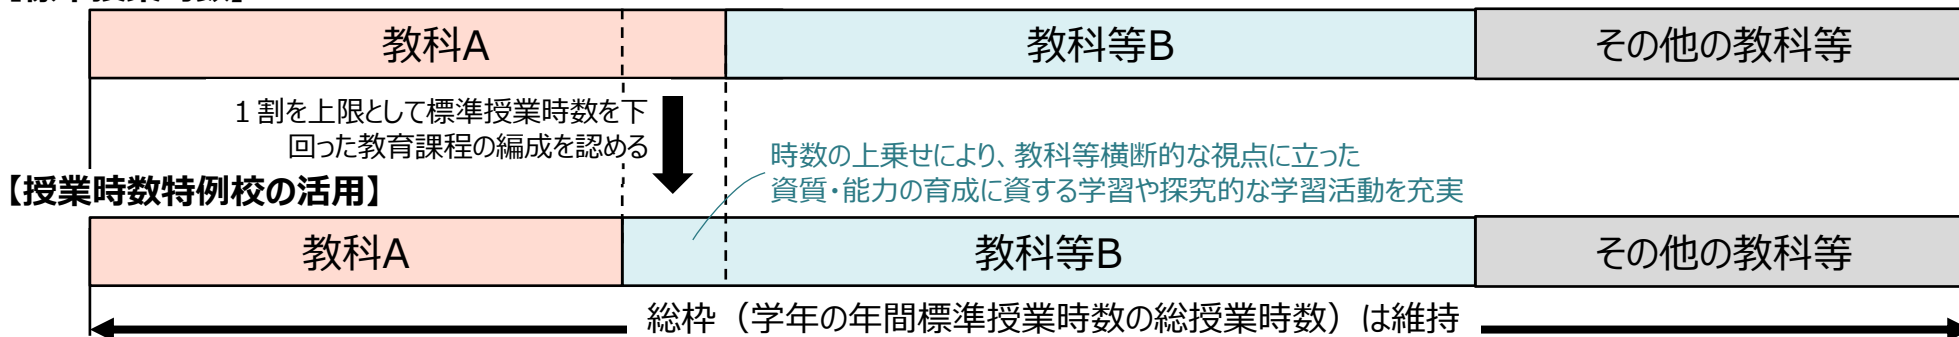 教科A
教科等B
その他の教科等
1割を上限として標準授業時数を下
回った教育課程の編成を認める
時数の上乗せにより、教科等横断的な視点に立った
資質・能力の育成に資する学習や探究的な学習活動を充実
【授業時数特例校の活用】
教科A
教科等B
その他の教科等
総枠（学年の年間標準授業時数の総授業時数）は維持